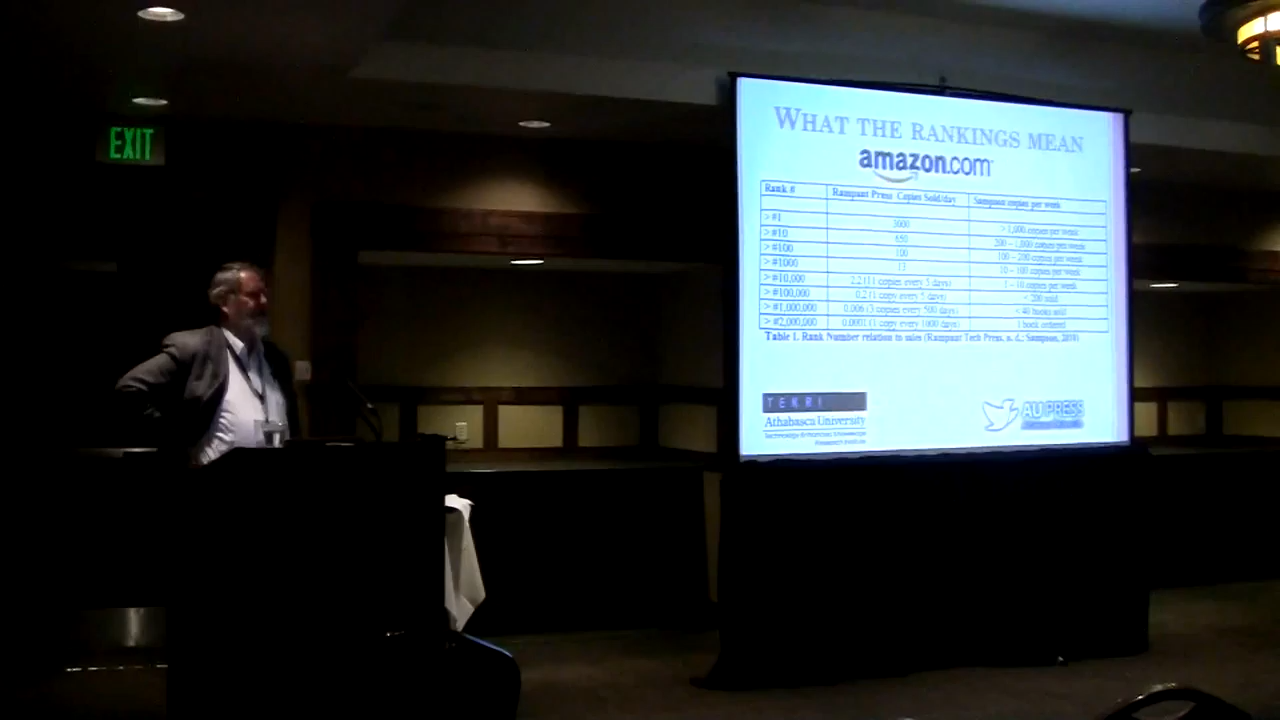 EXIT
WHAT THE RANKINGS MEAN
amazon.com
Rank # Rampant Press Copies Sold/day Sampson copies per week
> #1 3000 > 1,000 copies per week
> #10 650 200 – 1,000 copies per week
> #100 100 100 – 200 copies per week
> #1000 13 10 – 100 copies per week
> #10,000 2.2 (11 copies every 5 days) 1 – 10 copies per week
> #100,000 0.2 (1 copy every 5 days) < 200 sold
> #1,000,000 0.006 (3 copies every 500 days) < 40 books sold
> #2,000,000 0.0001 (1 copy every 1000 days) 1 book ordered
Table 1. Rank Number relation to sales (Rampant Tech Press, n. d.; Sampson, 2010)
TEKRI
Athabasca University
Research Institute
AU PRESS